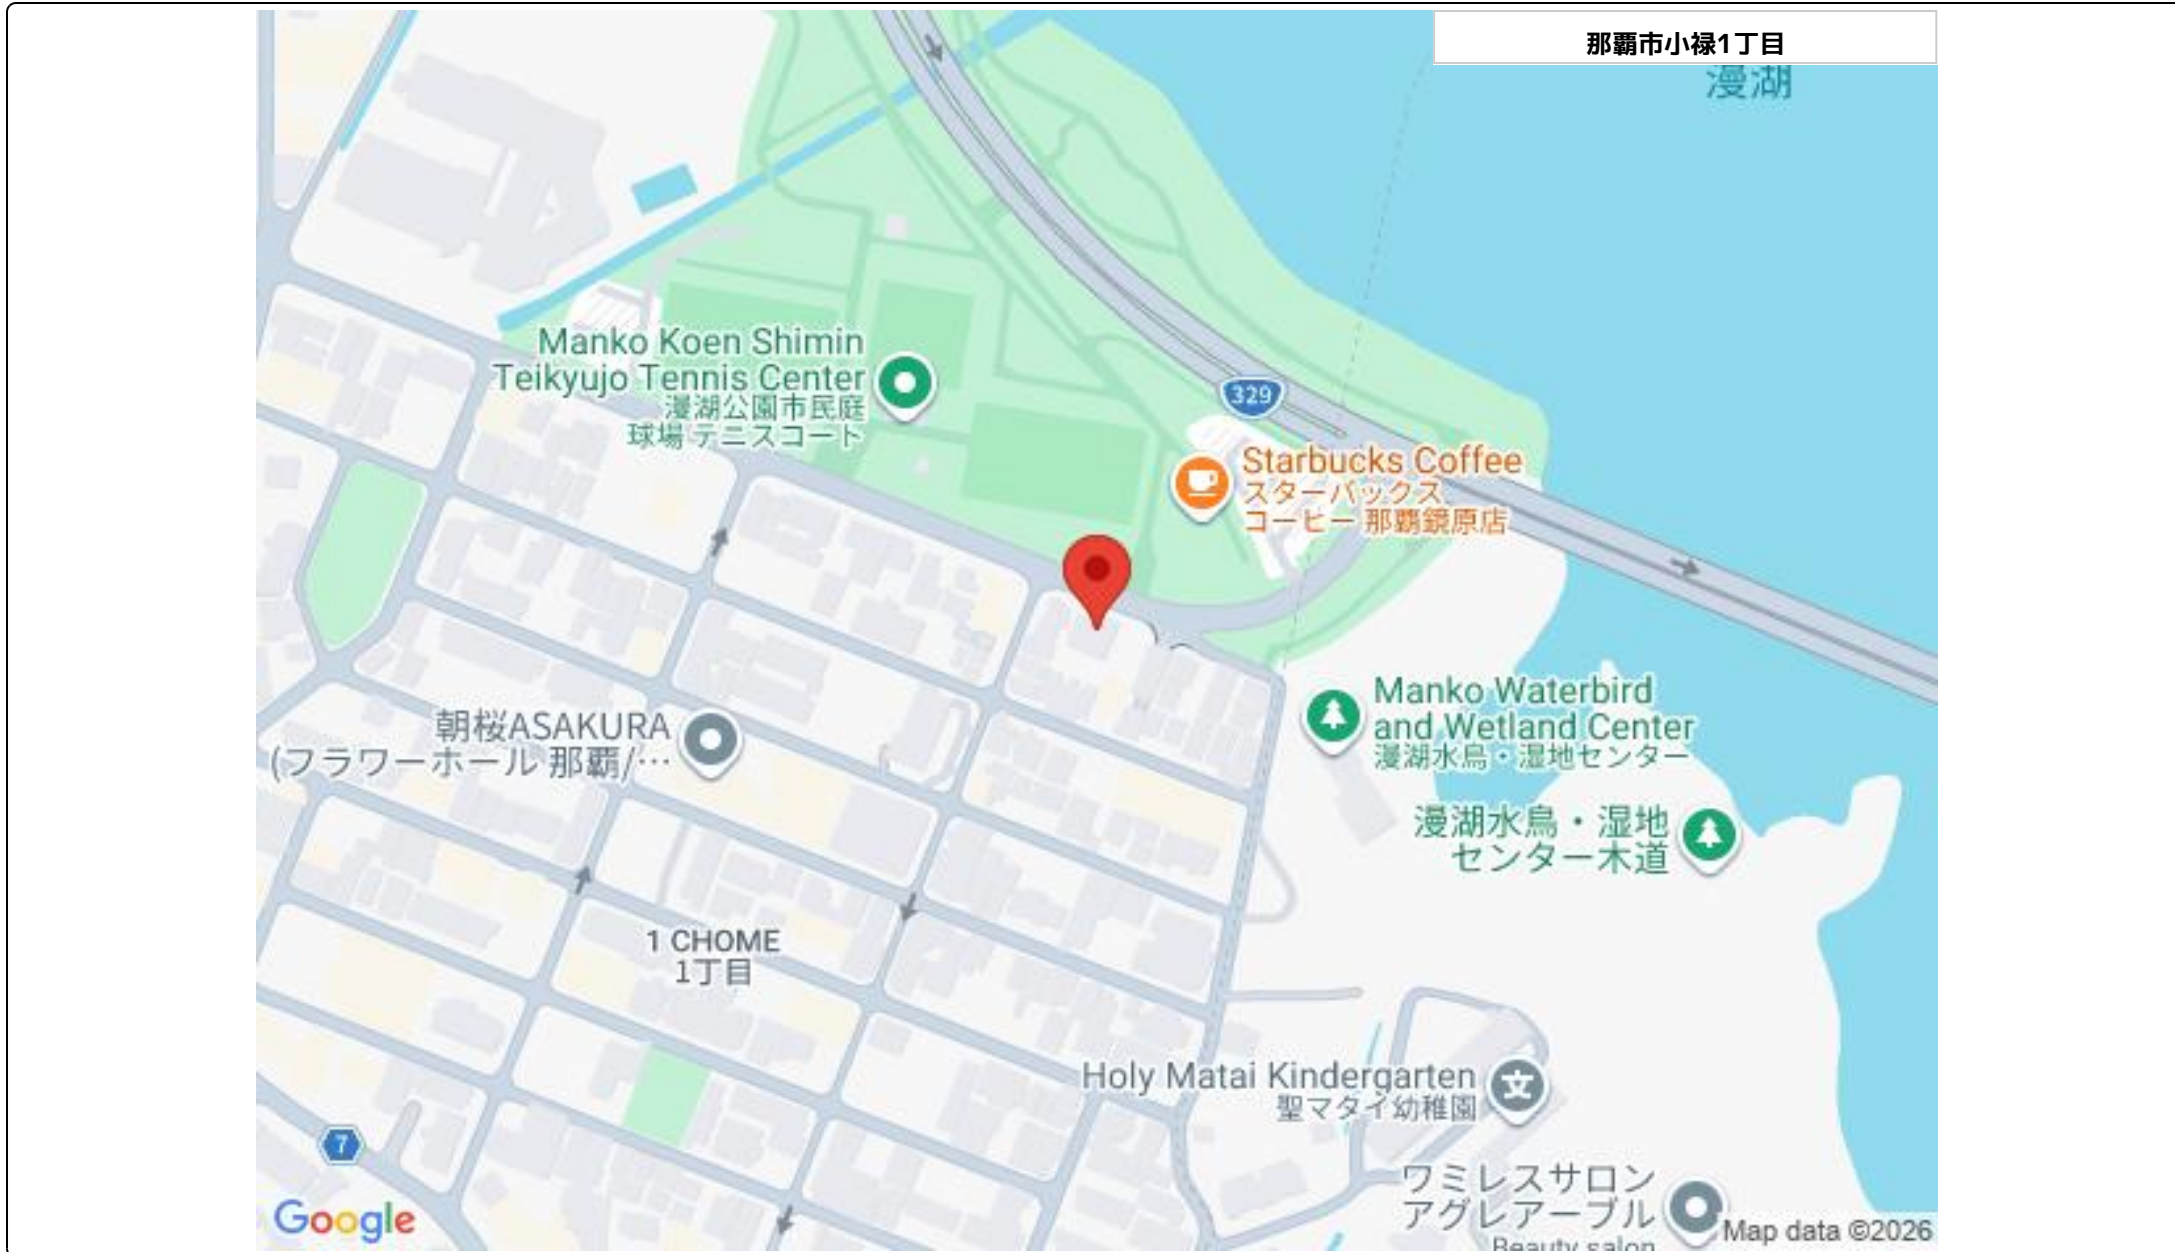 那覇市小禄1丁目
漫湖
Manko Koen Shimin
Teikyujo Tennis Center
漫湖公園市民庭
球場 テニスコート
329
Starbucks Coffee
スターバックス
コーヒー 那覇鏡原店
Manko Waterbird
and Wetland Center
漫湖水鳥・湿地センター
朝桜ASAKURA
(フラワーホール 那覇/…
漫湖水鳥・湿地
センター木道
1 CHOME
1丁目
Holy Matai Kindergarten
聖マタイ幼稚園
文
7
ワミレスサロン
アグレアーブル
Beauty salon
Google
Map data ©2026